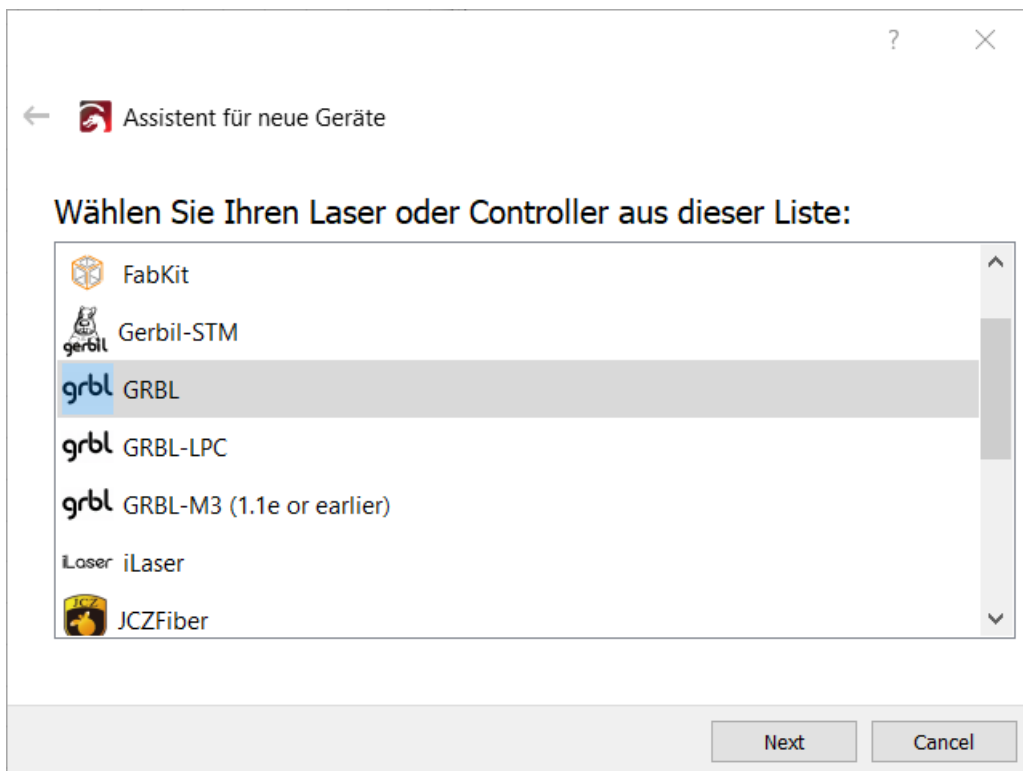 ?
Assistent für neue Geräte
Wählen Sie Ihren Laser oder Controller aus dieser Liste:
FabKit
gerbil Gerbil-STM
grbl GRBL
grbl GRBL-LPC
grbl GRBL-M3 (1.1e or earlier)
iLaser iLaser
JCZ JCZFiber
Next Cancel